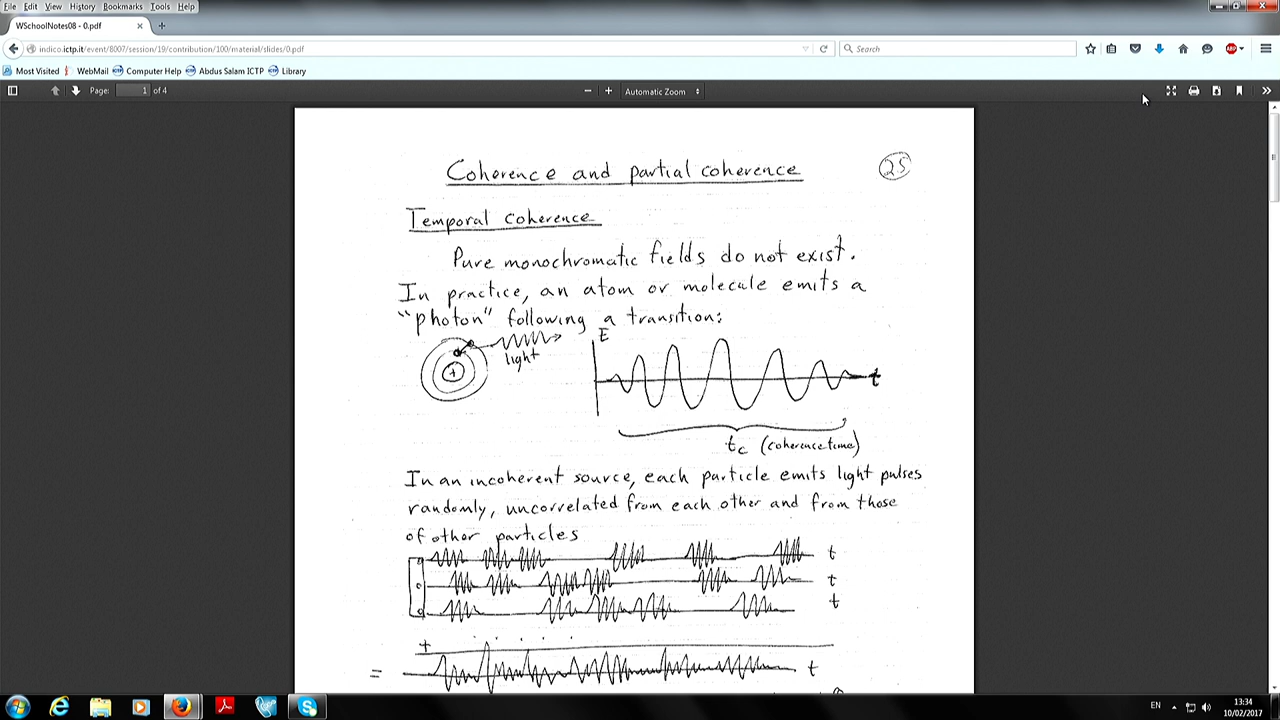 File Edit View History Bookmarks Tools Help
WSchoolNotes08 - 0.pdf
indico.ictp.it/event/8007/session/19/contribution/100/material/slides/0.pdf
Search
ABP
Most Visited WebMail Computer Help Abdus Salam ICTP Library
Page: 1 of 4
Automatic Zoom
Coherence and partial coherence
25
Temporal coherence
Pure monochromatic fields do not exist.
In practice, an atom or molecule emits a
"photon" following a transition:
E
light
+
t
tc (coherence time)
In an incoherent source, each particle emits light pulses
randomly, uncorrelated from each other and from those
of other particles
t
t
t
+ . . . . .
= t
EN
13:34
10/02/2017